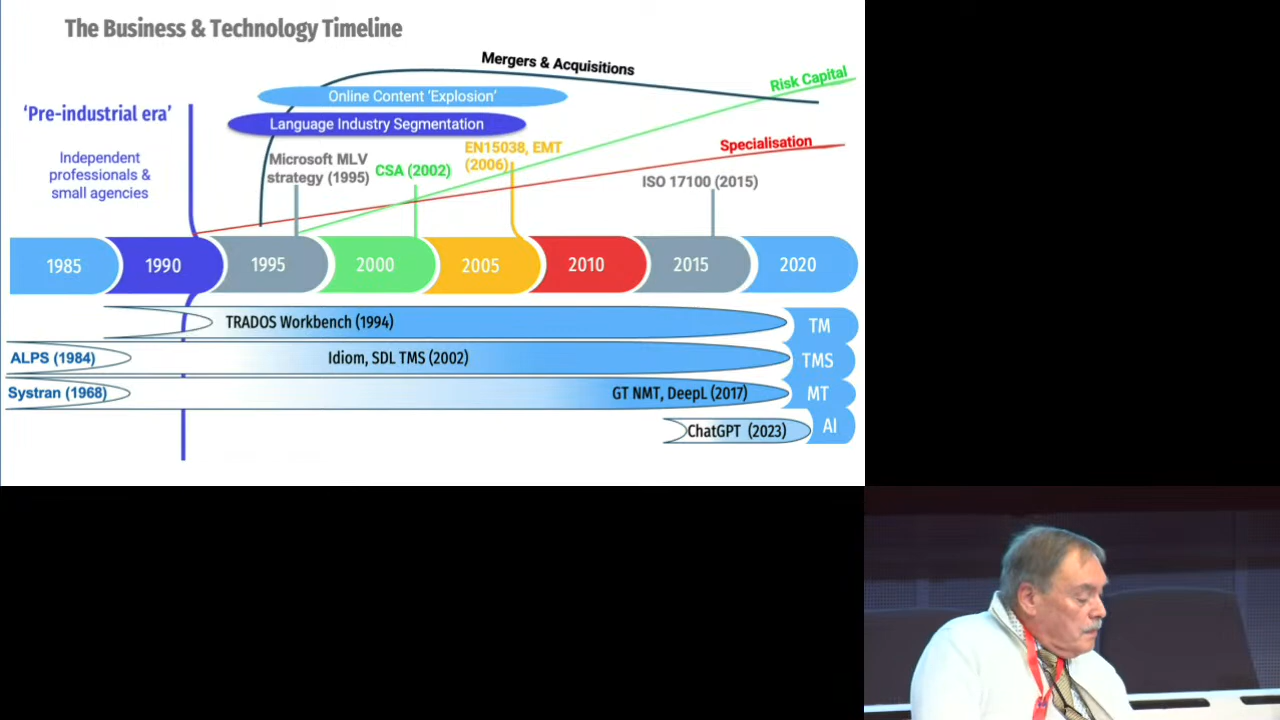 The Business & Technology Timeline
Mergers & Acquisitions
Risk Capital
Online Content ‘Explosion’
‘Pre-industrial era’
Language Industry Segmentation
Specialisation
Independent
professionals &
small agencies
Microsoft MLV
strategy (1995)
CSA (2002)
EN15038, EMT
(2006)
ISO 17100 (2015)
1985
1990
1995
2000
2005
2010
2015
2020
TRADOS Workbench (1994)
TM
ALPS (1984)
Idiom, SDL TMS (2002)
TMS
Systran (1968)
GT NMT, DeepL (2017)
MT
ChatGPT (2023)
AI